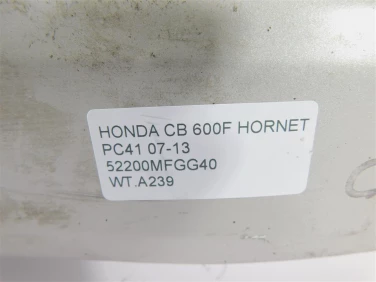 HONDA CB 600F HORNET
PC41 07-13
52200MFGG40
WT.A239